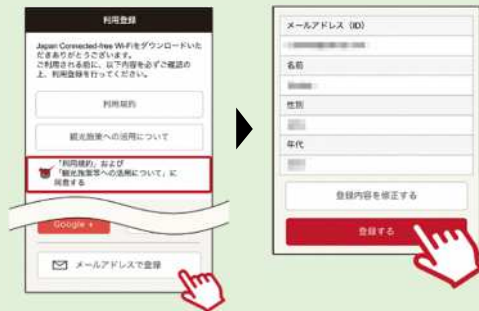 利用登録
Japan Connected-free Wi-Fiをダウンロードいた
だきありがとうございます。
ご利用される前に、以下内容を必ずご確認の
上、利用登録を行ってください。
利用規約
観光施策への活用について
「利用規約」および
「観光施策等への活用について」に
同意する
Google +
メールアドレスで登録
メールアドレス（ID）
名前
性別
年代
登録内容を修正する
登録する